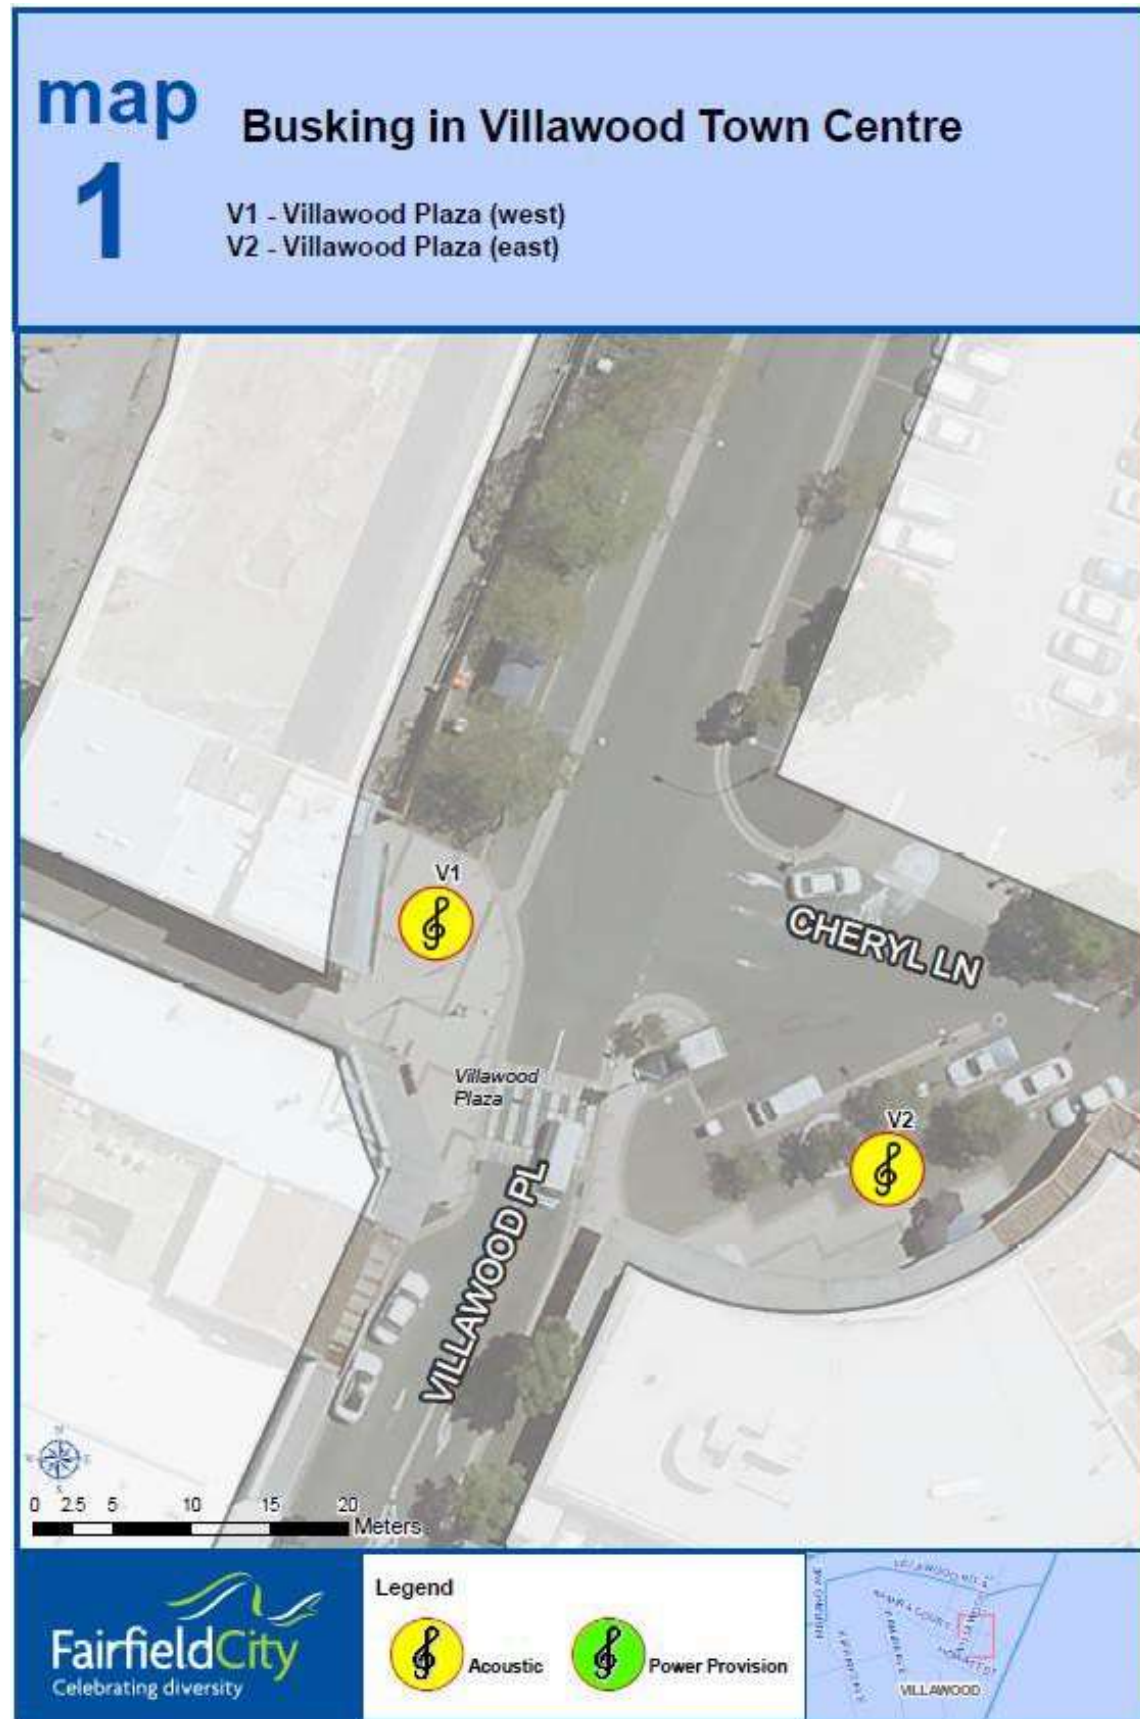 map
1
Busking in Villawood Town Centre
V1 - Villawood Plaza (west)
V2 - Villawood Plaza (east)
V1
CHERYL LN
Villawood
Plaza
V2
VILLAWOOD PL
N
W
E
S
0 2.5 5 10 15 20
Meters
FairfieldCity
Celebrating diversity
Legend
Acoustic
Power Provision
VILLAWOOD